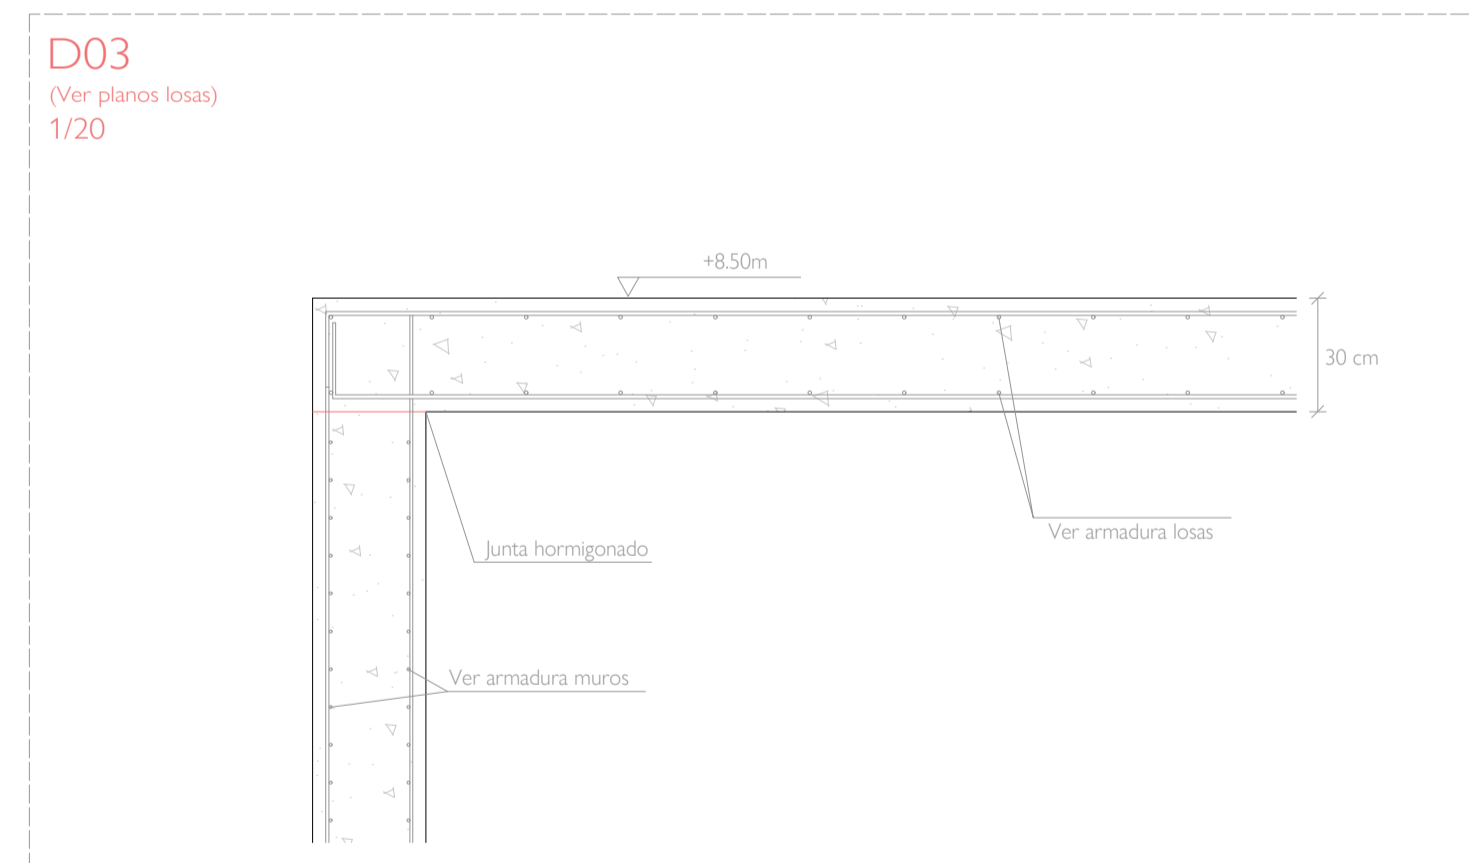 D03
(Ver planos losas)
1/20
+8.50m
30 cm
Ver armadura losas
Junta hormigonado
Ver armadura muros